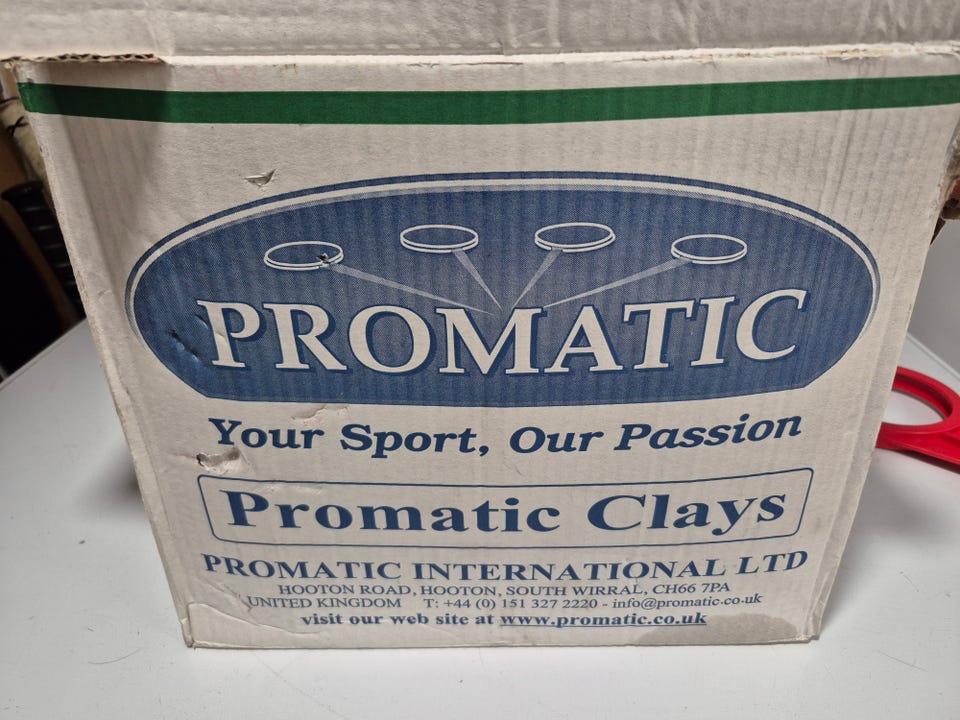 PROMATIC
Your Sport, Our Passion
Promatic Clays
PROMATIC INTERNATIONAL LTD
HOOTON ROAD, HOOTON, SOUTH WIRRAL, CH66 7PA
UNITED KINGDOM T: +44 (0) 151 327 2220 - info@promatic.co.uk
visit our web site at www.promatic.co.uk